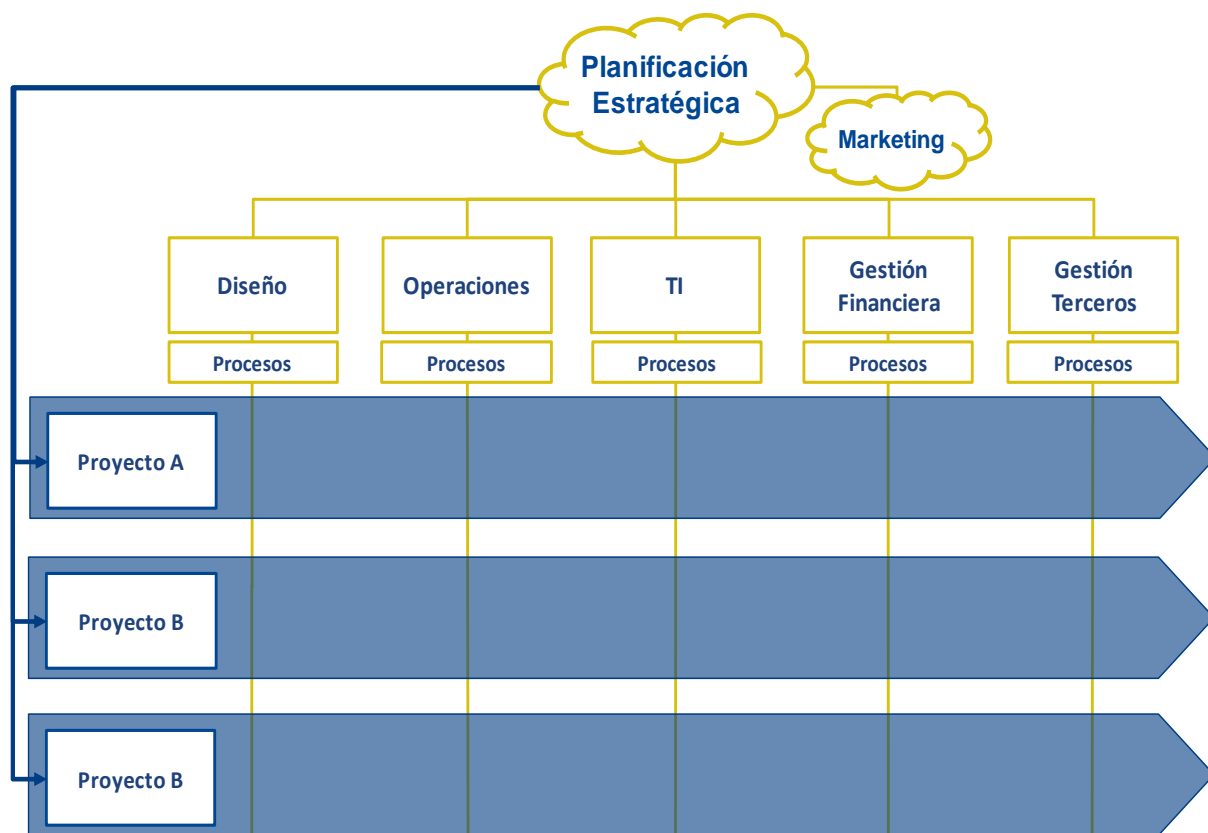 Planificación
Estratégica
Marketing
Diseño
Operaciones
TI
Gestión
Financiera
Gestión
Terceros
Procesos
Procesos
Procesos
Procesos
Procesos
Proyecto A
Proyecto B
Proyecto B